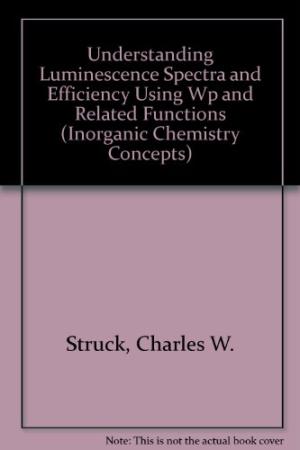 Understanding
Luminescence Spectra and
Efficiency Using Wp and
Related Functions
(Inorganic Chemistry
Concepts)
Struck, Charles W.
Note: This is not the actual book cover